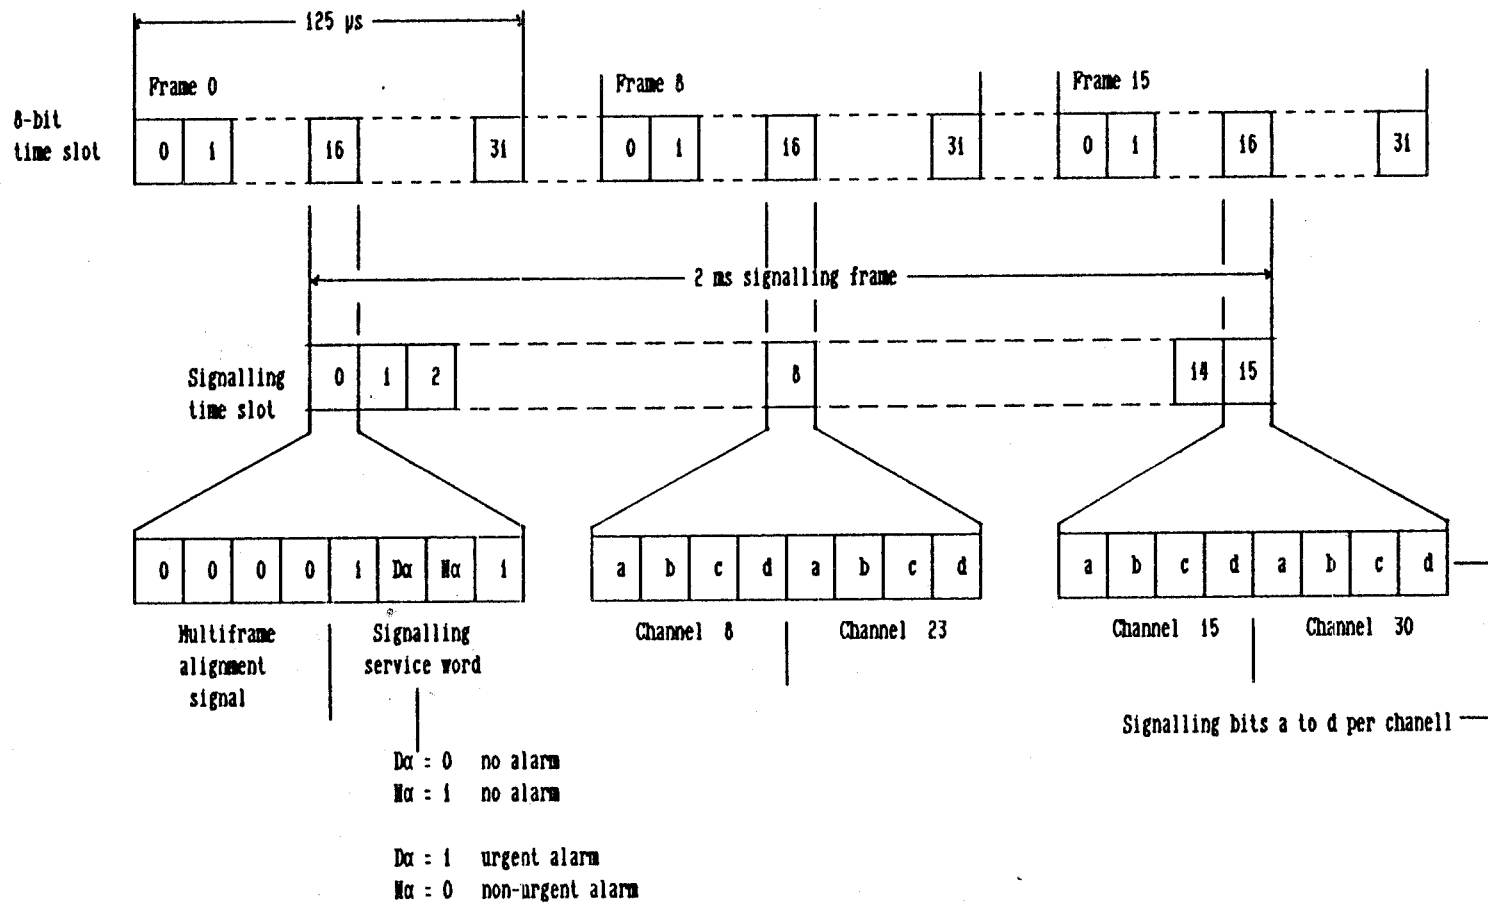 125 µs
Frame 0
Frame 8
Frame 15
8-bit
time slot
0 1 16 31 0 1 16 31 0 1 16 31
2 ms signalling frame
Signalling
time slot
0 1 2 8 14 15
0 0 0 0 1 Dα Nα 1 a b c d a b c d a b c d a b c d
Multiframe
alignment
signal
Signalling
service word
Channel 8
Channel 23
Channel 15
Channel 30
Signalling bits a to d per chanell
Dα = 0 no alarm
Nα = 1 no alarm
Dα = 1 urgent alarm
Nα = 0 non-urgent alarm